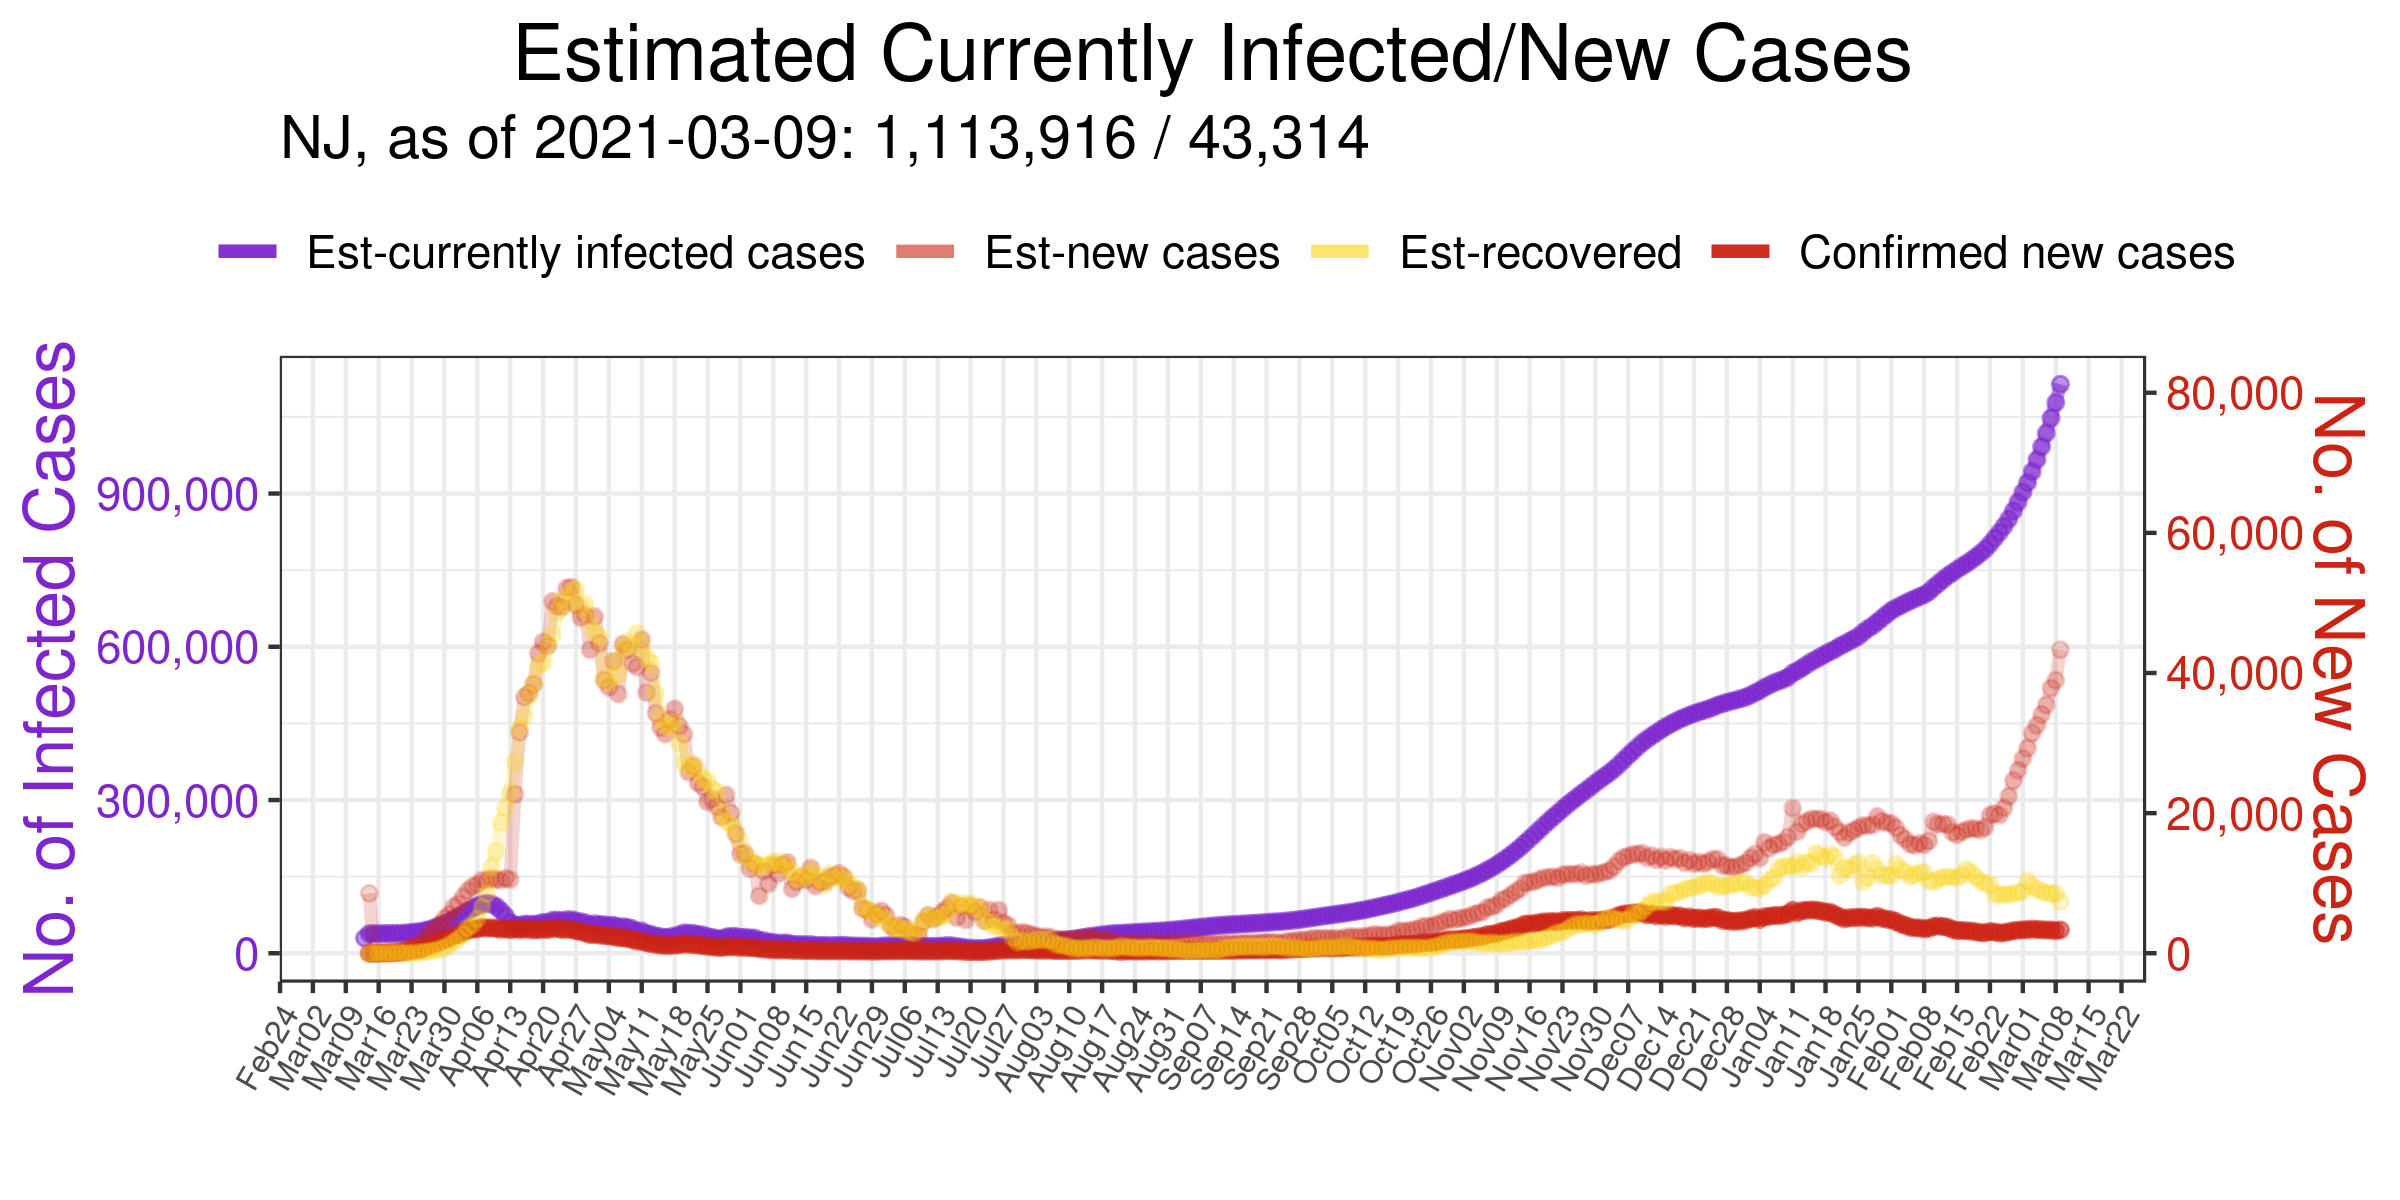 Estimated Currently Infected/New Cases
NJ, as of 2021-03-09: 1,113,916 / 43,314
Est-currently infected cases Est-new cases Est-recovered Confirmed new cases
No. of Infected Cases
900,000
600,000
300,000
0
80,000
60,000
40,000
20,000
0
No. of New Cases
Feb24 Mar02 Mar09 Mar16 Mar23 Mar30 Apr06 Apr13 Apr20 Apr27 May04 May11 May18 May25 Jun01 Jun08 Jun15 Jun22 Jun29 Jul06 Jul13 Jul20 Jul27 Aug03 Aug10 Aug17 Aug24 Aug31 Sep07 Sep14 Sep21 Sep28 Oct05 Oct12 Oct19 Oct26 Nov02 Nov09 Nov16 Nov23 Nov30 Dec07 Dec14 Dec21 Dec28 Jan04 Jan11 Jan18 Jan25 Feb01 Feb08 Feb15 Feb22 Mar01 Mar08 Mar15 Mar22